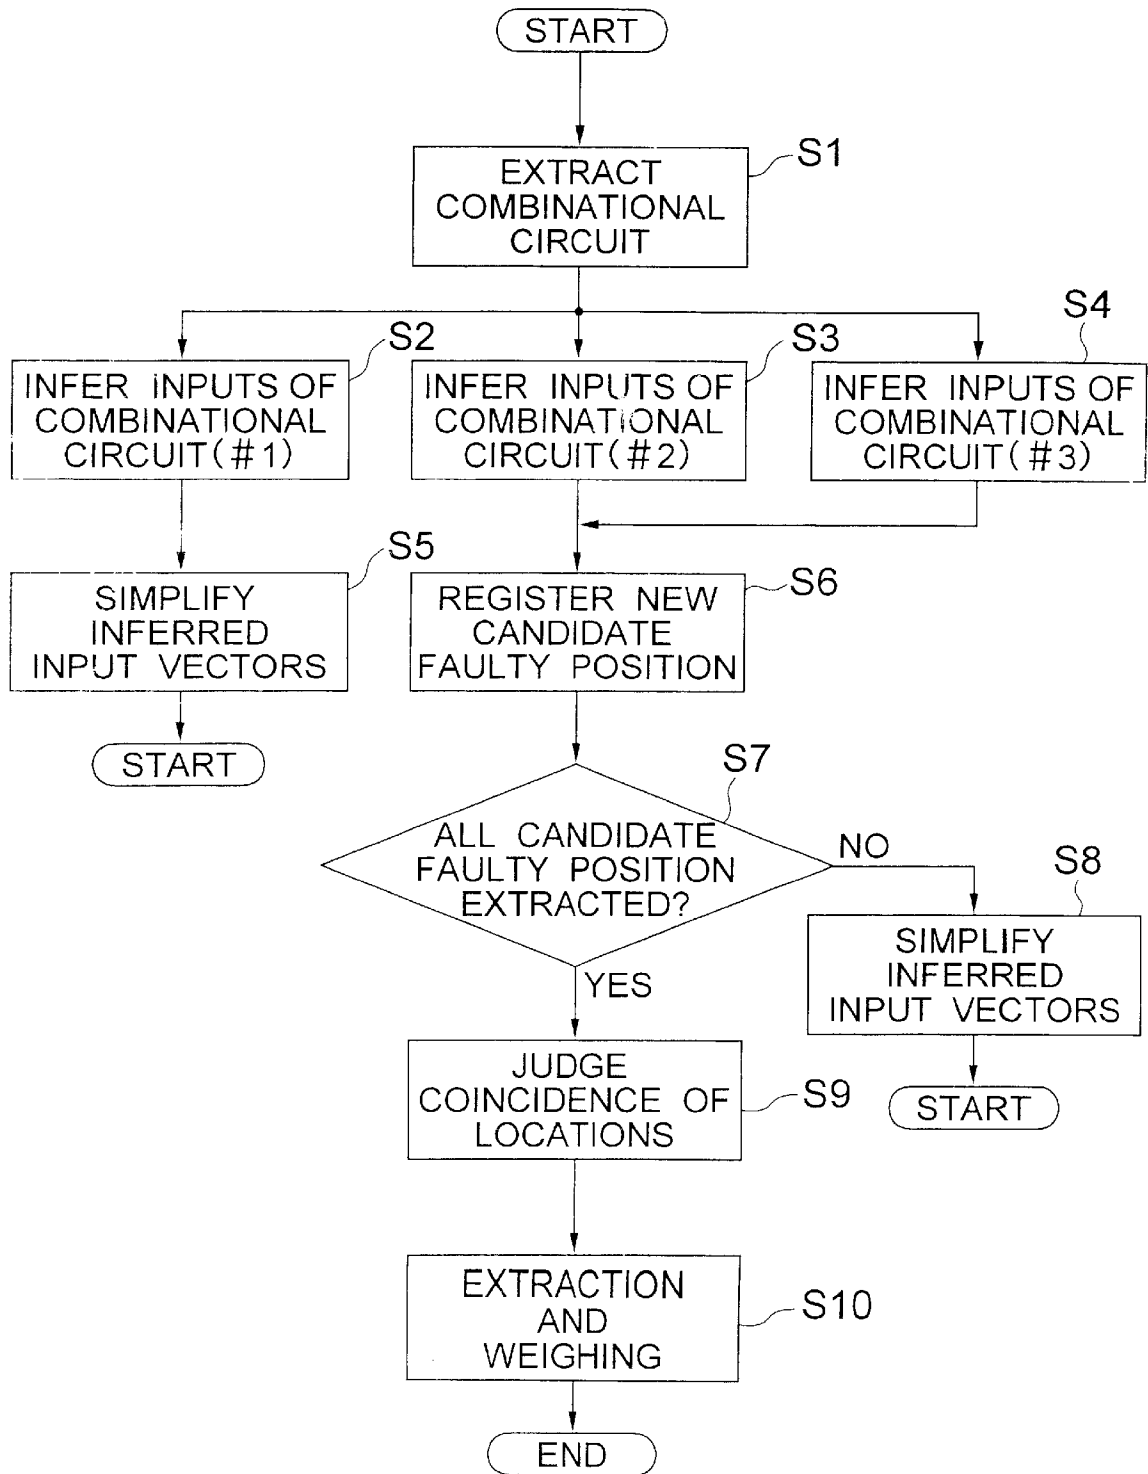 START
S1
EXTRACT
COMBINATIONAL
CIRCUIT
S2
INFER INPUTS OF
COMBINATIONAL
CIRCUIT(#1)
S3
INFER INPUTS OF
COMBINATIONAL
CIRCUIT(#2)
S4
INFER INPUTS OF
COMBINATIONAL
CIRCUIT(#3)
S5
SIMPLIFY
INFERRED
INPUT VECTORS
START
S6
REGISTER NEW
CANDIDATE
FAULTY POSITION
S7
ALL CANDIDATE
FAULTY POSITION
EXTRACTED?
NO
YES
S8
SIMPLIFY
INFERRED
INPUT VECTORS
START
S9
JUDGE
COINCIDENCE OF
LOCATIONS
S10
EXTRACTION
AND
WEIGHING
END